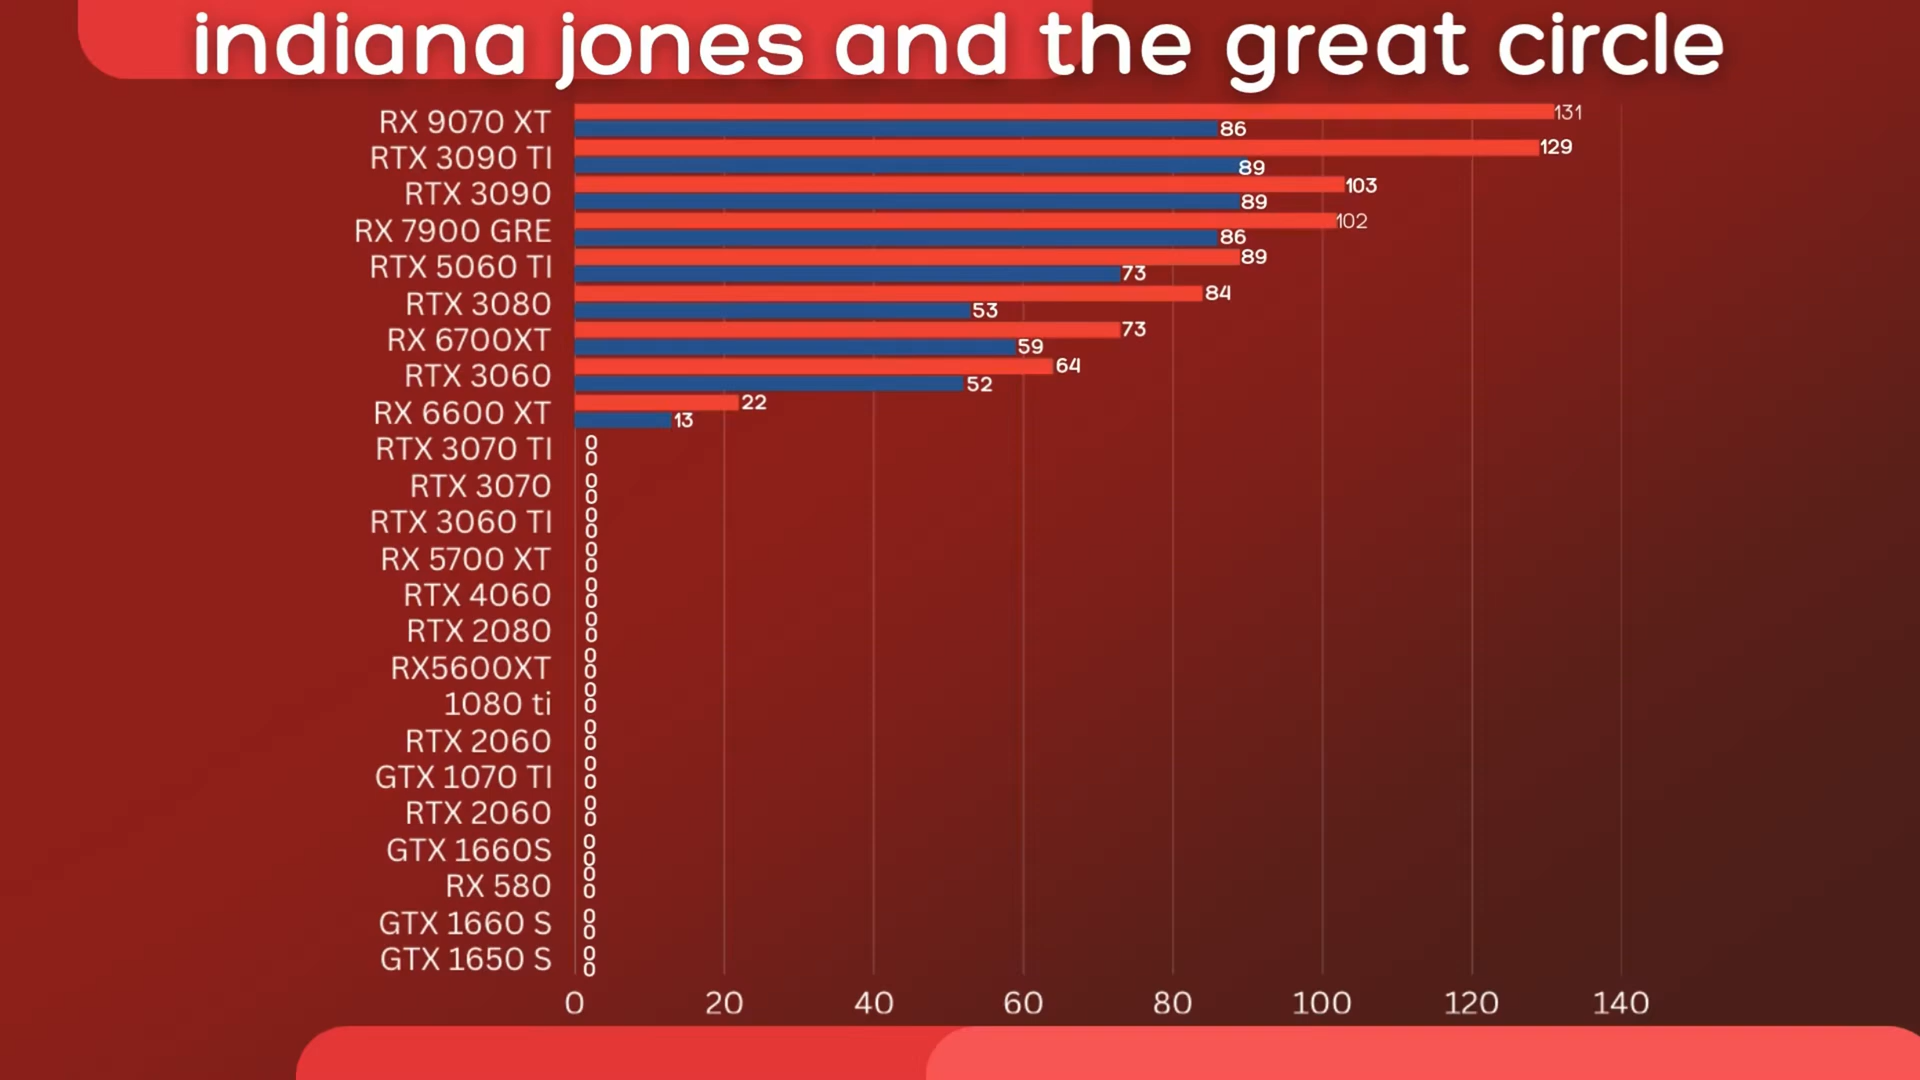 indiana jones and the great circle
RX 9070 XT 131 86
RTX 3090 TI 129 89
RTX 3090 103 89
RX 7900 GRE 102 86
RTX 5060 TI 89 73
RTX 3080 84 53
RX 6700XT 73 59
RTX 3060 64 52
RX 6600 XT 22 13
RTX 3070 TI 0 0
RTX 3070 0 0
RTX 3060 TI 0 0
RX 5700 XT 0 0
RTX 4060 0 0
RTX 2080 0 0
RX5600XT 0 0
1080 ti 0 0
RTX 2060 0 0
GTX 1070 TI 0 0
RTX 2060 0 0
GTX 1660S 0 0
RX 580 0 0
GTX 1660 S 0 0
GTX 1650 S 0 0
0 20 40 60 80 100 120 140